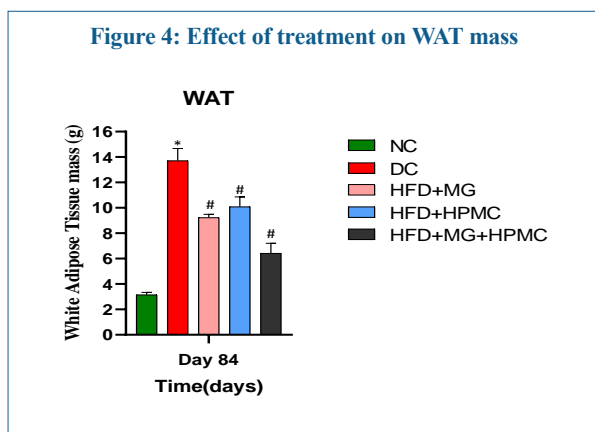 Figure 4: Effect of treatment on WAT mass
WAT
White Adipose Tissue mass (g)
16
14
12
10
8
6
4
2
0
*
#
#
#
Day 84
Time(days)
NC
DC
HFD+MG
HFD+HPMC
HFD+MG+HPMC